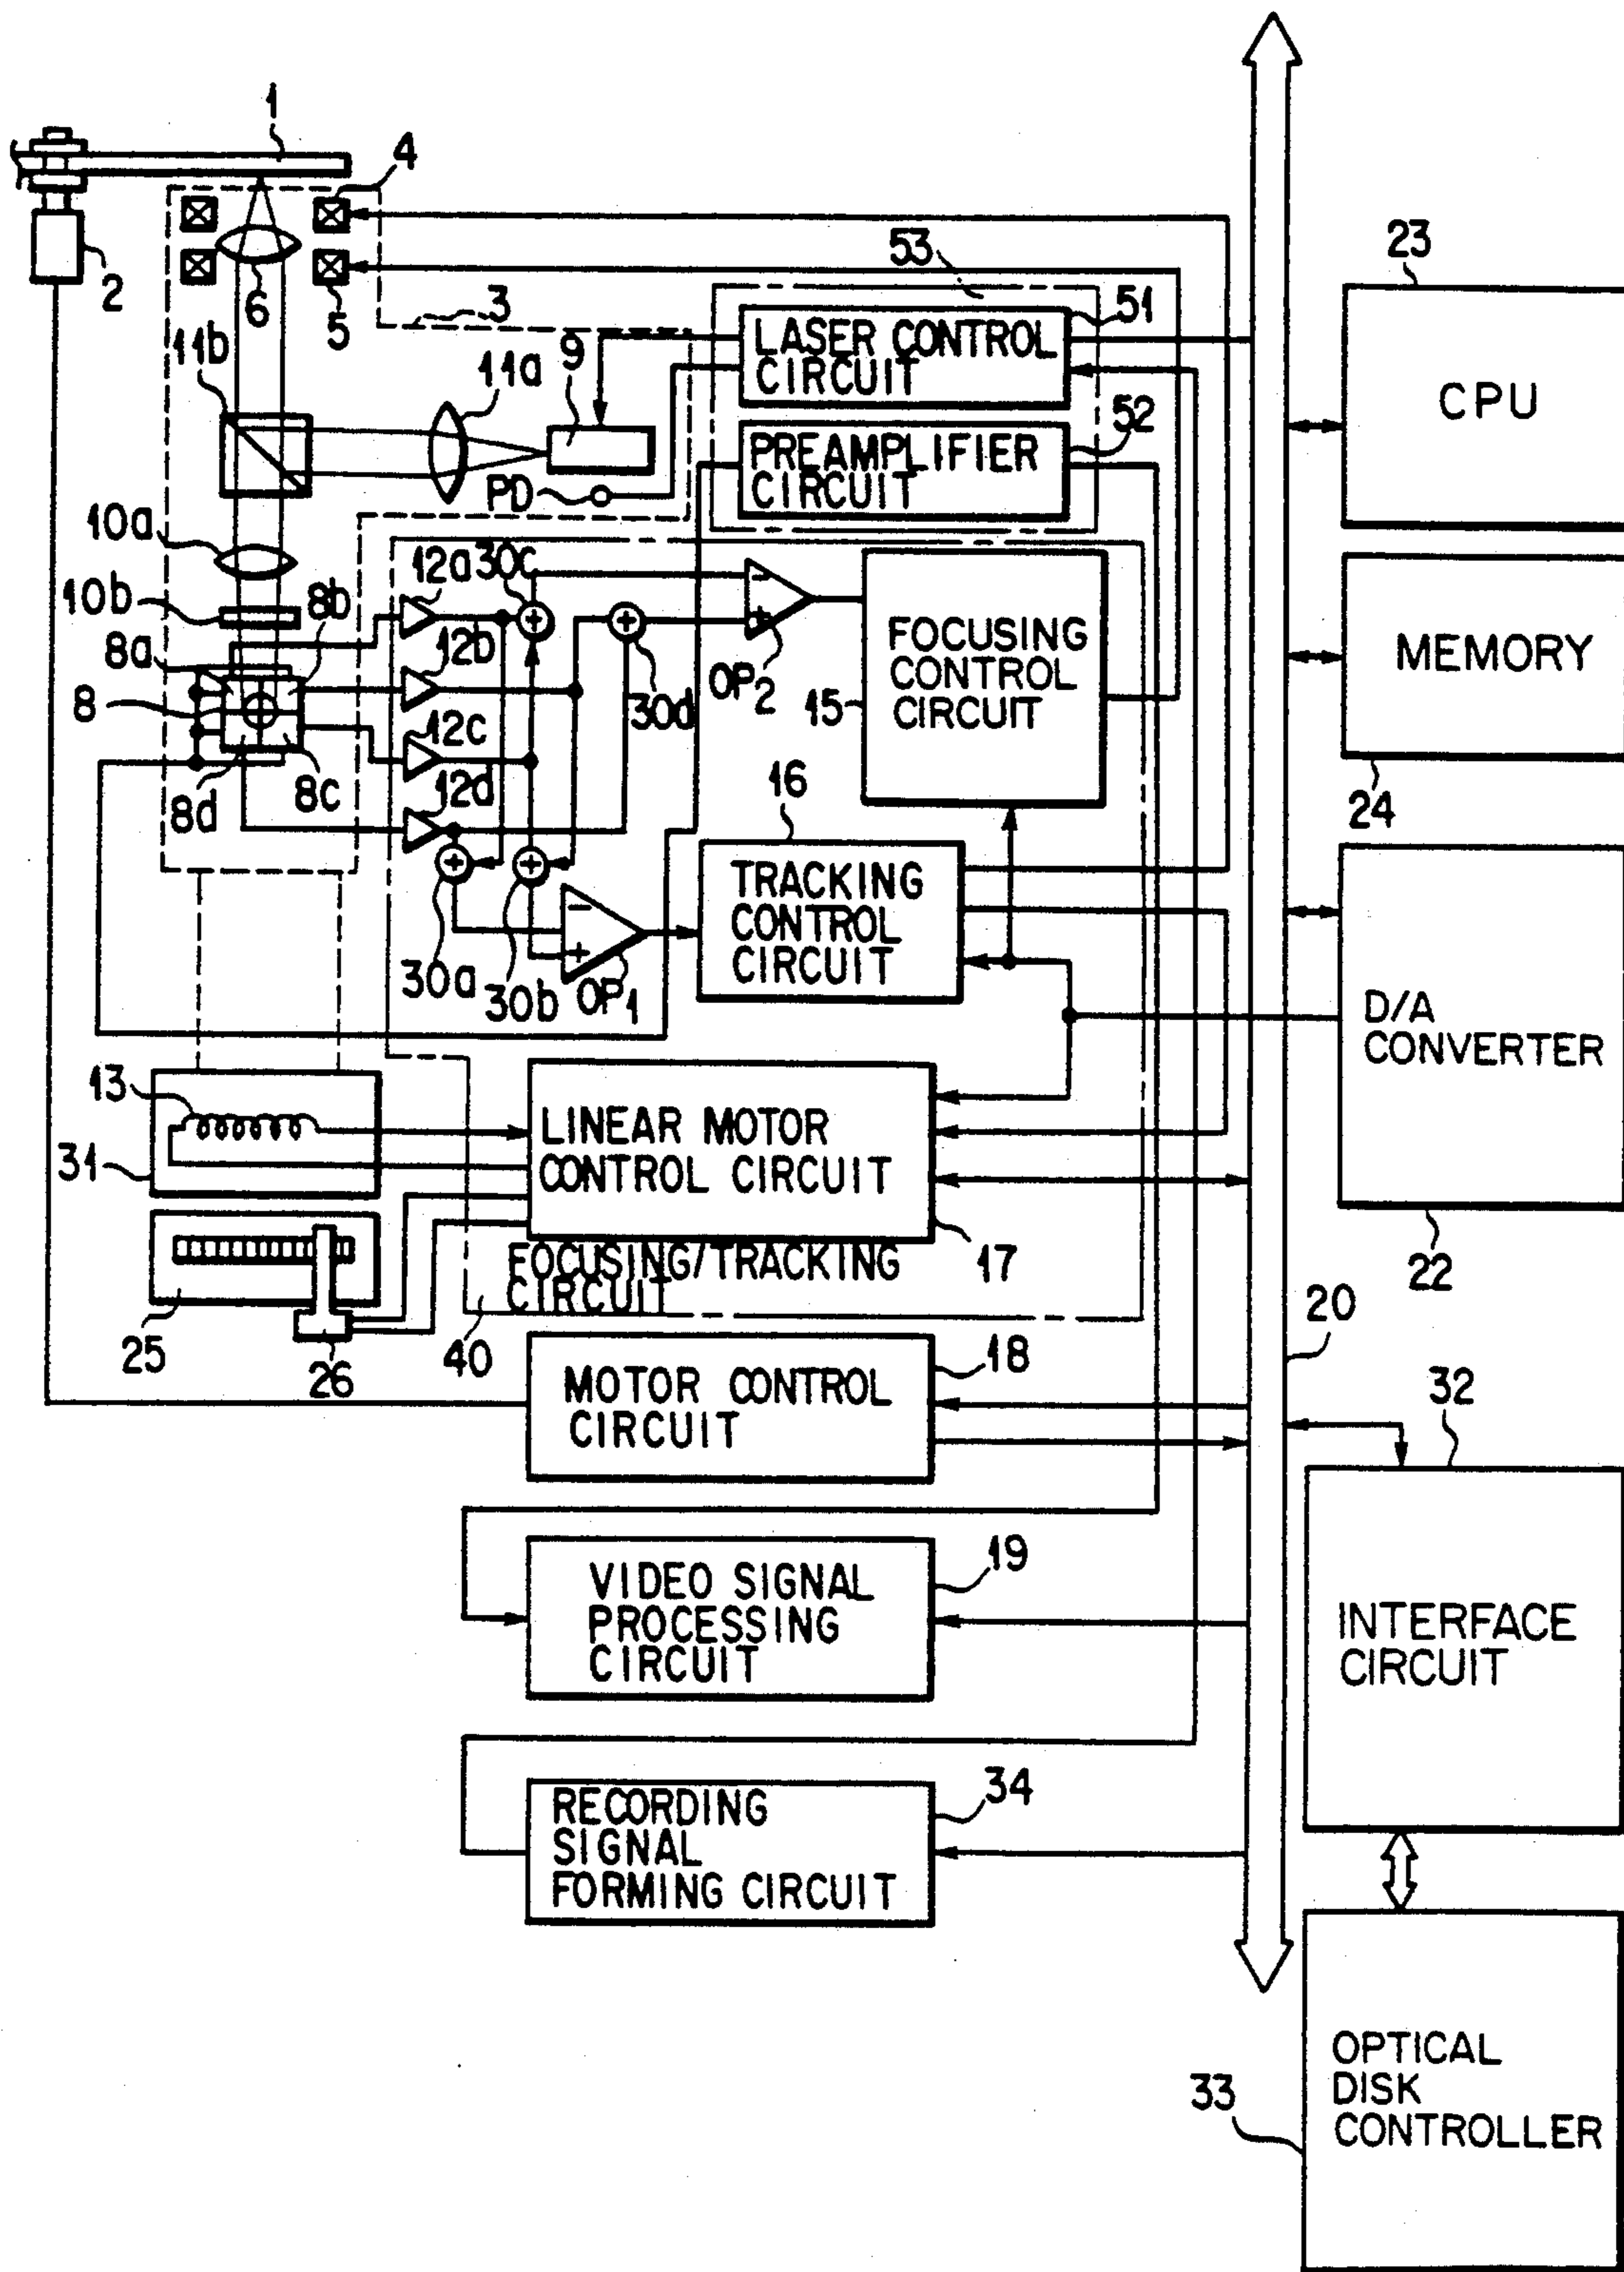 1
4
2
6
5
3
53
LASER CONTROL
CIRCUIT
51
11b
11a
9
PREAMPLIFIER
CIRCUIT
52
PD
10a
10b
8b
8a
8
8d
8c
12a
12b
12c
12d
30c
30d
−
+
OP2
FOCUSING
CONTROL
CIRCUIT
15
16
TRACKING
CONTROL
CIRCUIT
30a
30b
−
+
OP1
13
31
LINEAR MOTOR
CONTROL CIRCUIT
17
FOCUSING/TRACKING
CIRCUIT
25
26
40
MOTOR CONTROL
CIRCUIT
18
VIDEO SIGNAL
PROCESSING
CIRCUIT
19
RECORDING
SIGNAL
FORMING CIRCUIT
34
23
CPU
MEMORY
24
D/A
CONVERTER
22
20
32
INTERFACE
CIRCUIT
33
OPTICAL
DISK
CONTROLLER